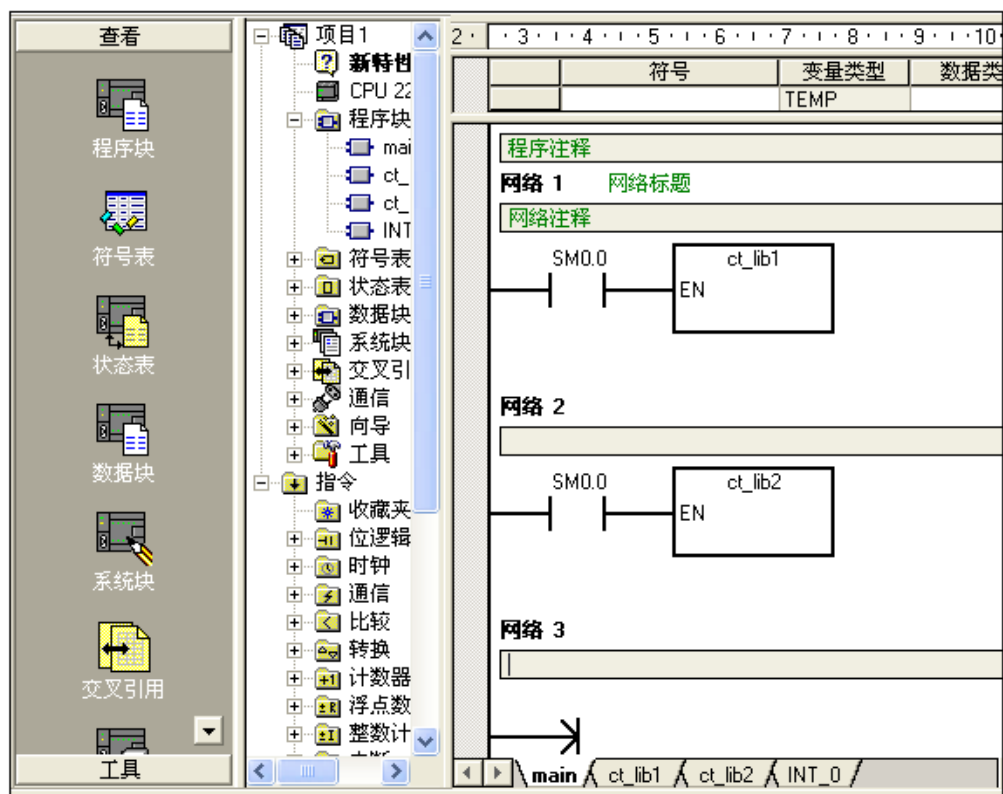 查看
程序块
符号表
状态表
数据块
系统块
交叉引用
工具
项目1
新特性
CPU 22
程序块
mai
ct_
ct_
INT
符号表
状态表
数据块
系统块
交叉引
通信
向导
工具
指令
收藏夹
位逻辑
时钟
通信
比较
转换
计数器
浮点数
整数计
2 · · 3 · · 4 · · 5 · · 6 · · 7 · · 8 · · 9 · · 10
符号 变量类型 数据类
TEMP
程序注释
网络 1 网络标题
网络注释
SM0.0 ct_lib1
EN
网络 2
SM0.0 ct_lib2
EN
网络 3
main ct_lib1 ct_lib2 INT_0